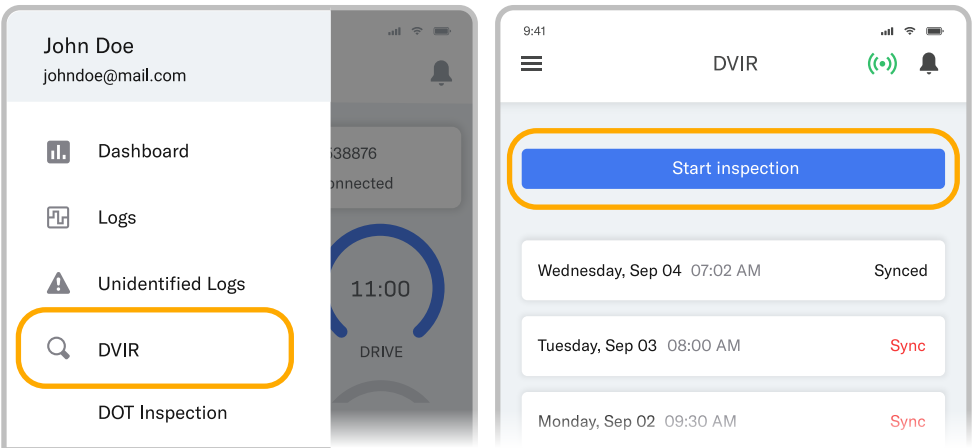 John Doe
johndoe@mail.com
Dashboard
Logs
Unidentified Logs
DVIR
DOT Inspection
38876
onnected
11:00
DRIVE
9:41
DVIR
Start inspection
Wednesday, Sep 04 07:02 AM Synced
Tuesday, Sep 03 08:00 AM Sync
Monday, Sep 02 09:30 AM Sync